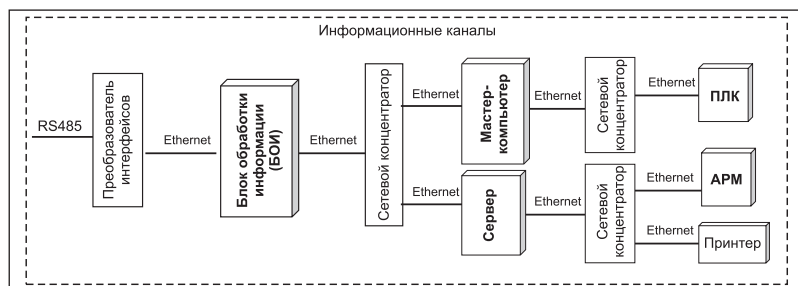 Информационные каналы
RS485
Преобразователь
интерфейсов
Ethernet
Блок обработки
информации
(БОИ)
Ethernet
Сетевой концентратор
Ethernet
Мастер-
компьютер
Ethernet
Сетевой
концентратор
Ethernet
ПЛК
Ethernet
Сервер
Ethernet
Сетевой
концентратор
Ethernet
АРМ
Ethernet
Принтер